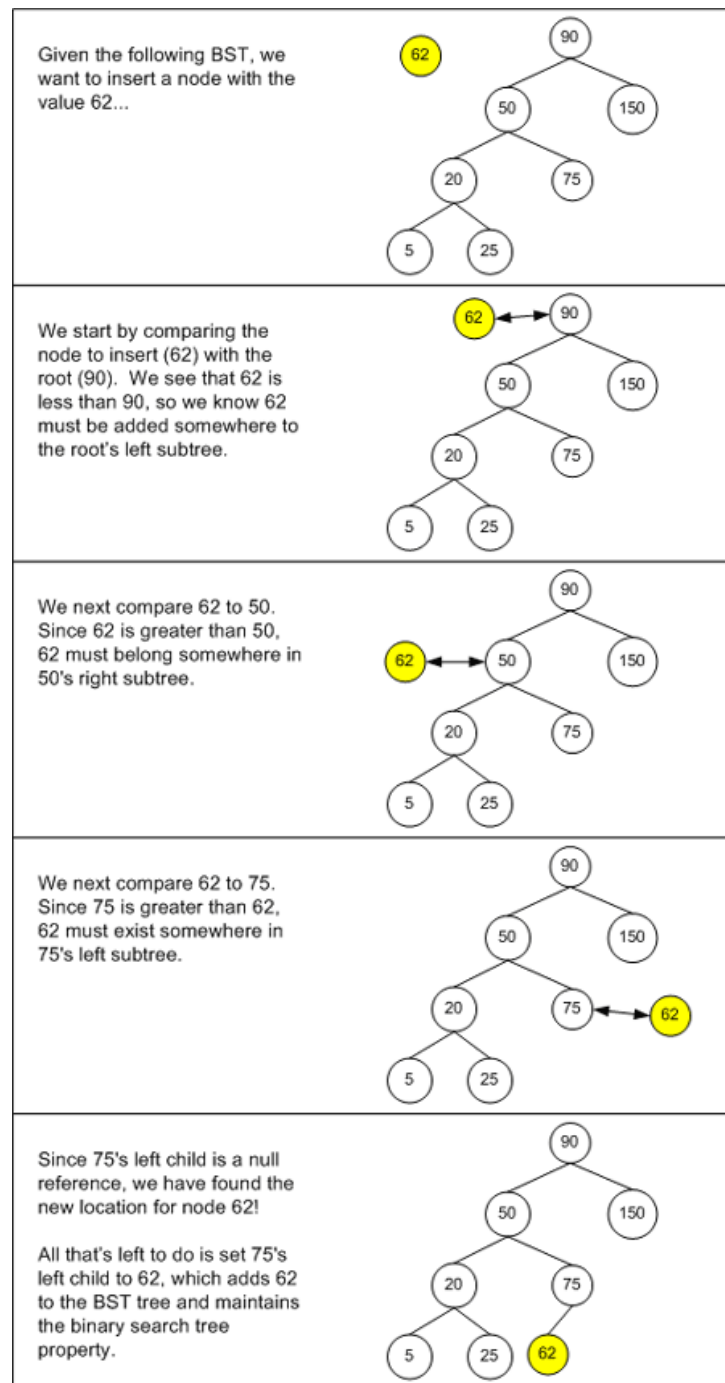 Given the following BST, we
want to insert a node with the
value 62...
62
90
50
150
20
75
5
25
We start by comparing the
node to insert (62) with the
root (90).  We see that 62 is
less than 90, so we know 62
must be added somewhere to
the root's left subtree.
62
90
50
150
20
75
5
25
We next compare 62 to 50.
Since 62 is greater than 50,
62 must belong somewhere in
50's right subtree.
90
62
50
150
20
75
5
25
We next compare 62 to 75.
Since 75 is greater than 62,
62 must exist somewhere in
75's left subtree.
90
50
150
20
75
62
5
25
Since 75's left child is a null
reference, we have found the
new location for node 62!
All that's left to do is set 75's
left child to 62, which adds 62
to the BST tree and maintains
the binary search tree
property.
90
50
150
20
75
5
25
62